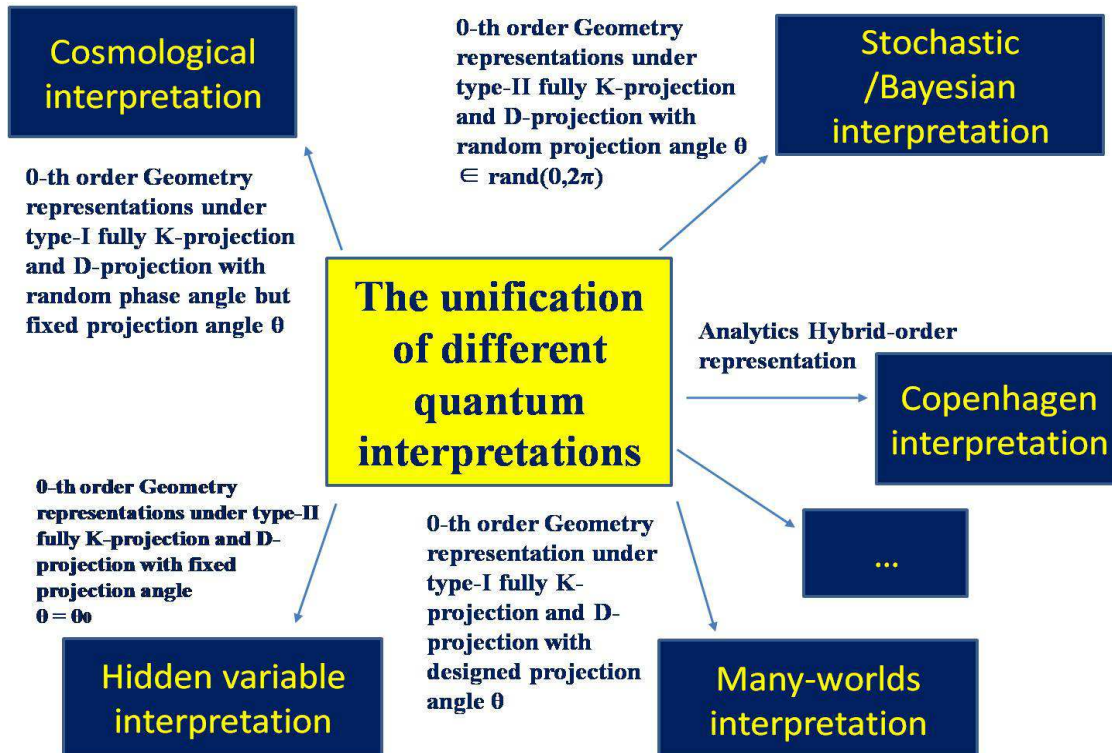 Cosmological
interpretation
0-th order Geometry
representations under
type-II fully K-projection
and D-projection with
random projection angle θ
∈ rand(0,2π)
Stochastic
/Bayesian
interpretation
0-th order Geometry
representations under
type-I fully K-projection
and D-projection with
random phase angle but
fixed projection angle θ
The unification
of different
quantum
interpretations
Analytics Hybrid-order
representation
Copenhagen
interpretation
...
0-th order Geometry
representations under type-II
fully K-projection and D-
projection with fixed
projection angle
θ = θ₀
Hidden variable
interpretation
0-th order Geometry
representation under
type-I fully K-
projection and D-
projection with
designed projection
angle θ
Many-worlds
interpretation